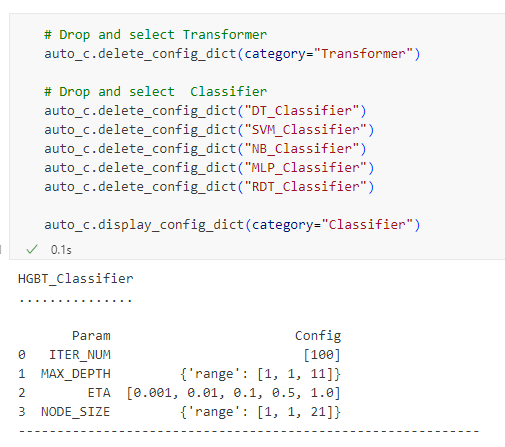 # Drop and select Transformer
auto_c.delete_config_dict(category="Transformer")
# Drop and select  Classifier
auto_c.delete_config_dict("DT_Classifier")
auto_c.delete_config_dict("SVM_Classifier")
auto_c.delete_config_dict("NB_Classifier")
auto_c.delete_config_dict("MLP_Classifier")
auto_c.delete_config_dict("RDT_Classifier")
auto_c.display_config_dict(category="Classifier")
✓ 0.1s
HGBT_Classifier
...............
Param Config
0 ITER_NUM [100]
1 MAX_DEPTH {'range': [1, 1, 11]}
2 ETA [0.001, 0.01, 0.1, 0.5, 1.0]
3 NODE_SIZE {'range': [1, 1, 21]}
------------------------------------------------------------